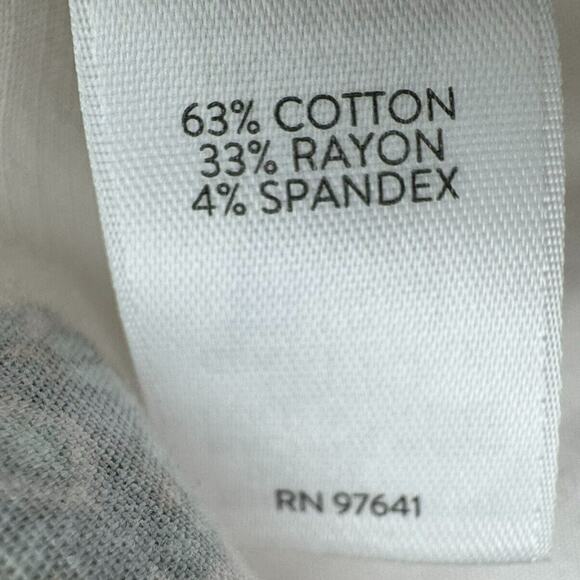 63% COTTON
33% RAYON
4% SPANDEX
RN 97641